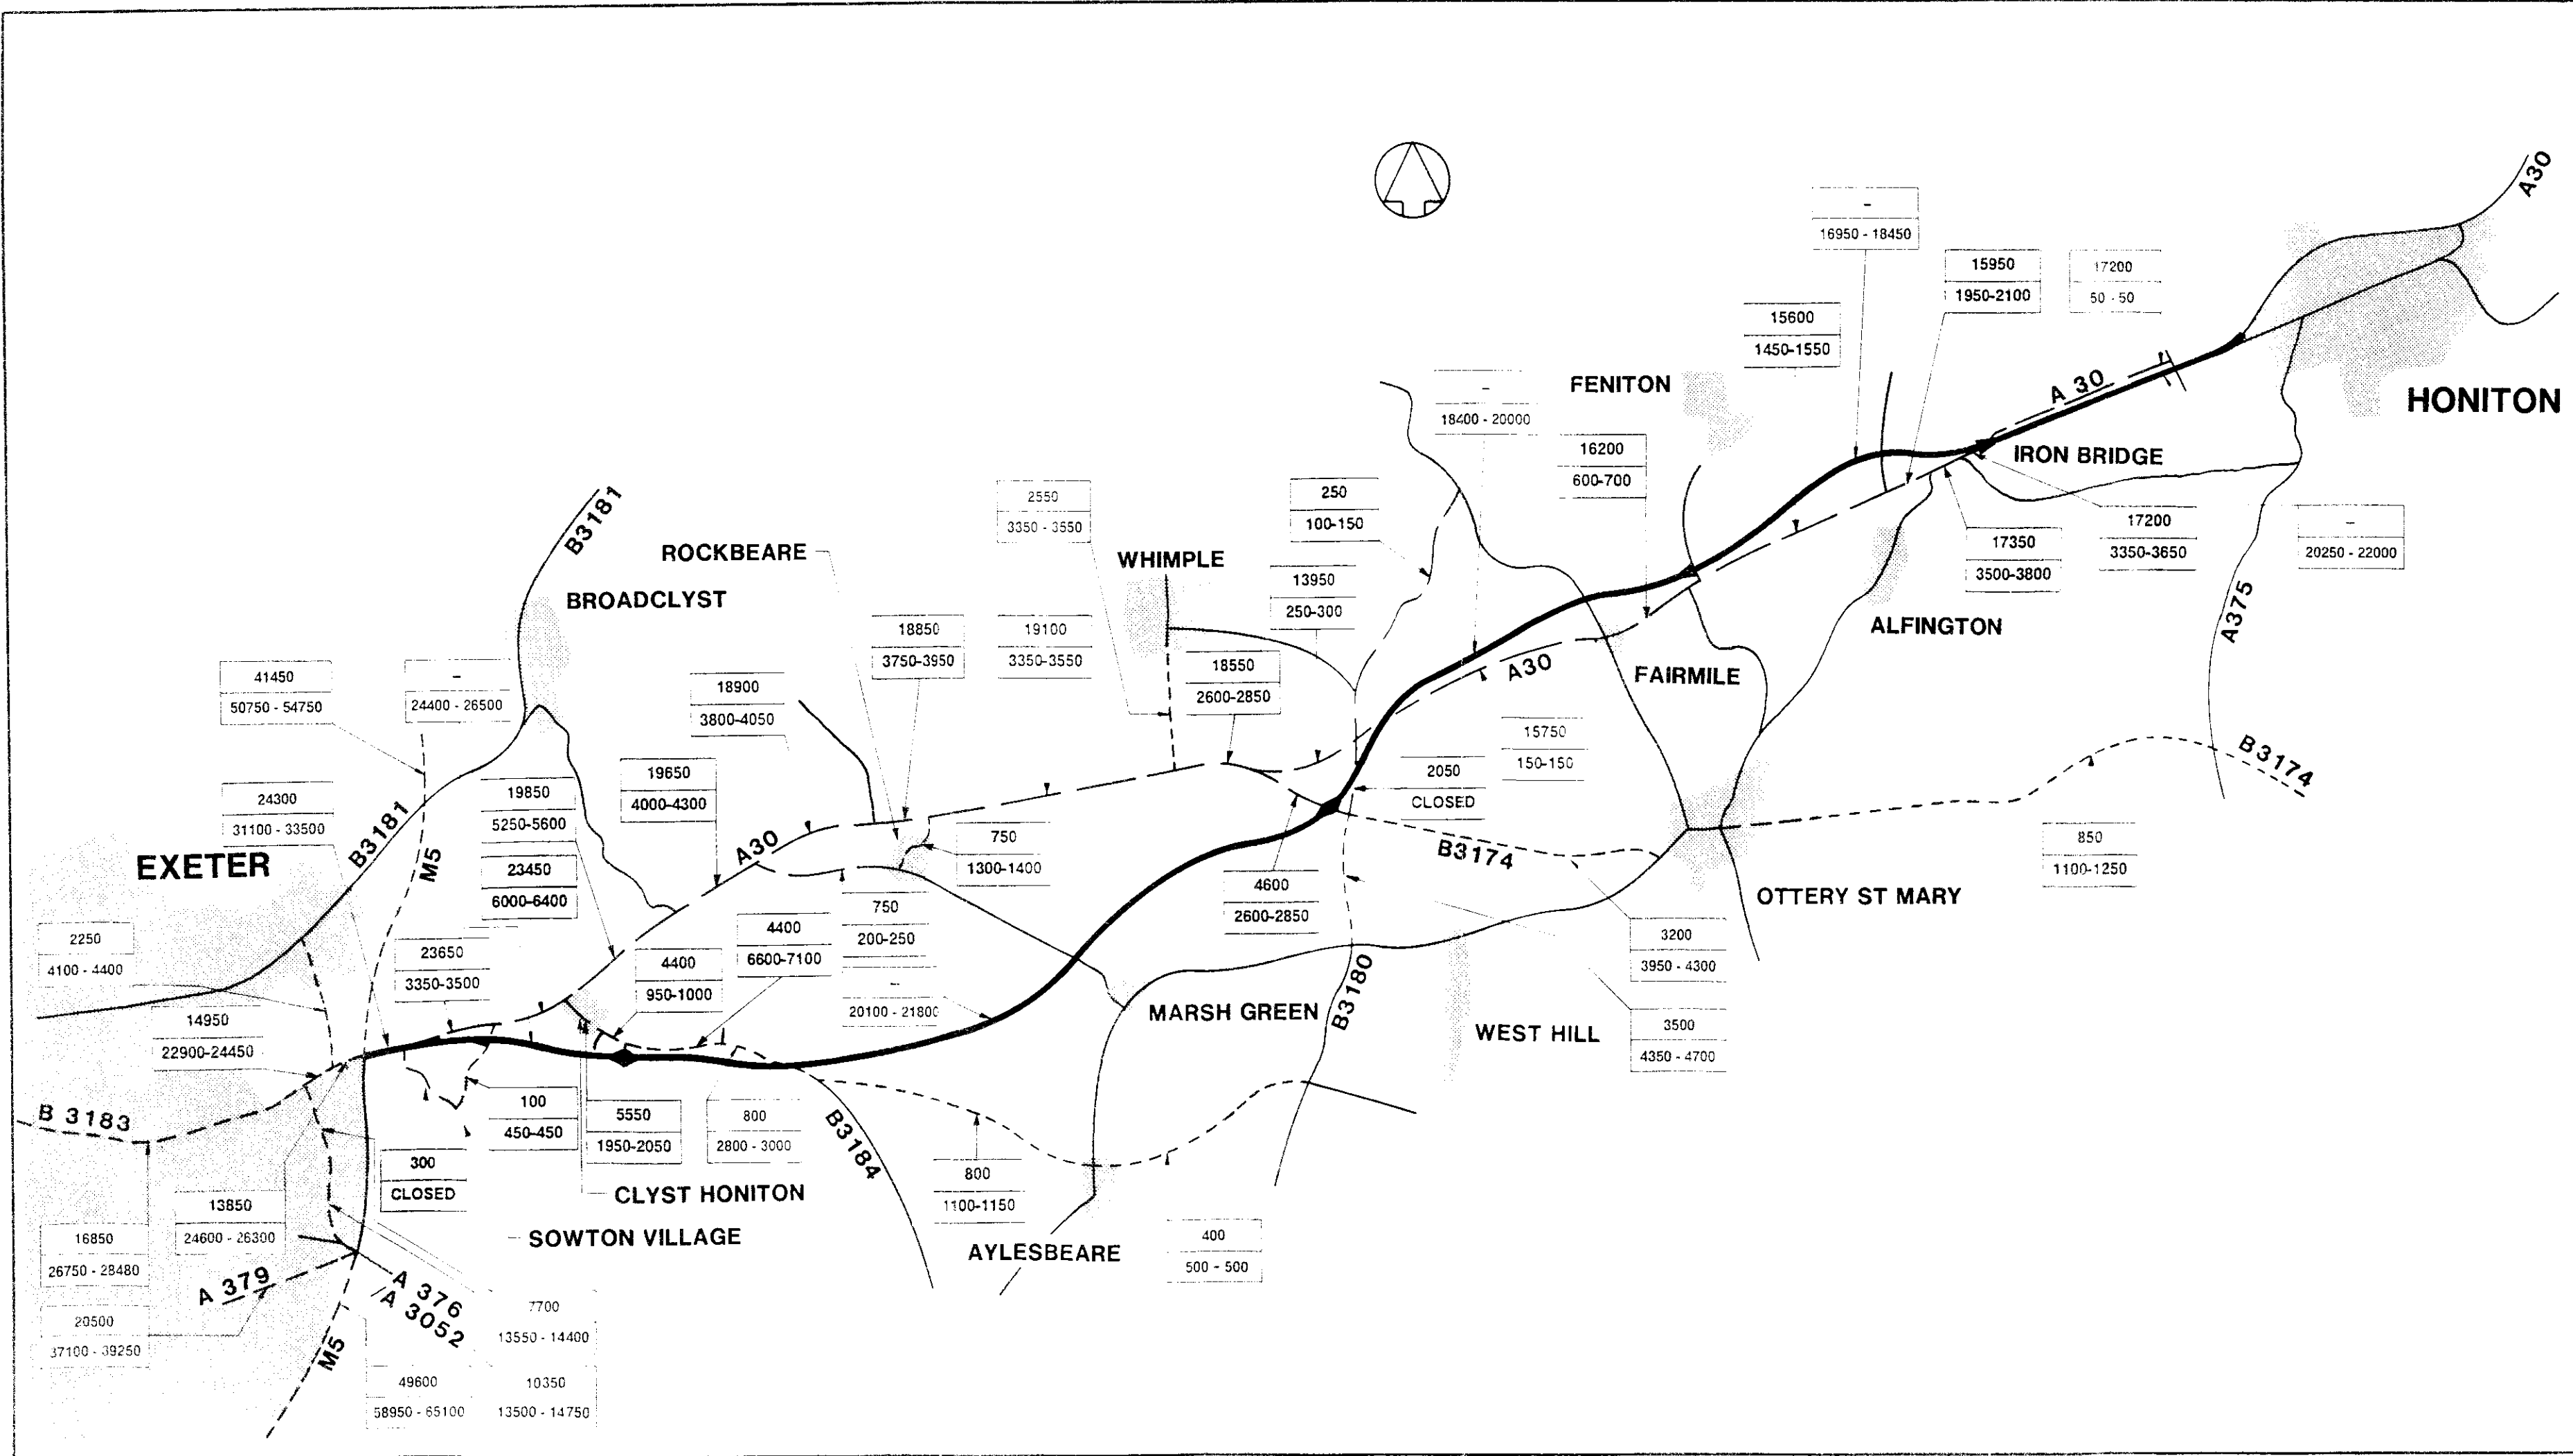 A30
–
16950 - 18450
15950
1950-2100
17200
50 - 50
15600
1450-1550
–
18400 - 20000
FENITON
A 30
HONITON
16200
600-700
IRON BRIDGE
B3181
2550
3350 - 3550
250
100-150
17350
3500-3800
17200
3350-3650
–
20250 - 22000
ROCKBEARE
WHIMPLE
BROADCLYST
13950
250-300
ALFINGTON
A375
18850
3750-3950
19100
3350-3550
41450
50750 - 54750
–
24400 - 26500
18900
3800-4050
18550
2600-2850
A30
FAIRMILE
15750
150-150
24300
31100 - 33500
19850
5250-5600
19650
4000-4300
2050
CLOSED
B3174
B3181
M5
A30
750
1300-1400
B3174
850
1100-1250
EXETER
23450
6000-6400
4600
2600-2850
OTTERY ST MARY
2250
4100 - 4400
23650
3350-3500
4400
950-1000
4400
6600-7100
750
200-250
–
20100 - 21800
3200
3950 - 4300
14950
22900-24450
MARSH GREEN
B3180
WEST HILL
3500
4350 - 4700
B 3183
100
450-450
5550
1950-2050
800
2800 - 3000
B3184
300
CLOSED
CLYST HONITON
800
1100-1150
13850
24600 - 26300
SOWTON VILLAGE
AYLESBEARE
400
500 - 500
16850
26750 - 28480
A 379
A 376
/A 3052
7700
13550 - 14400
20500
37100 - 39250
M5
49600
58950 - 65100
10350
13500 - 14750